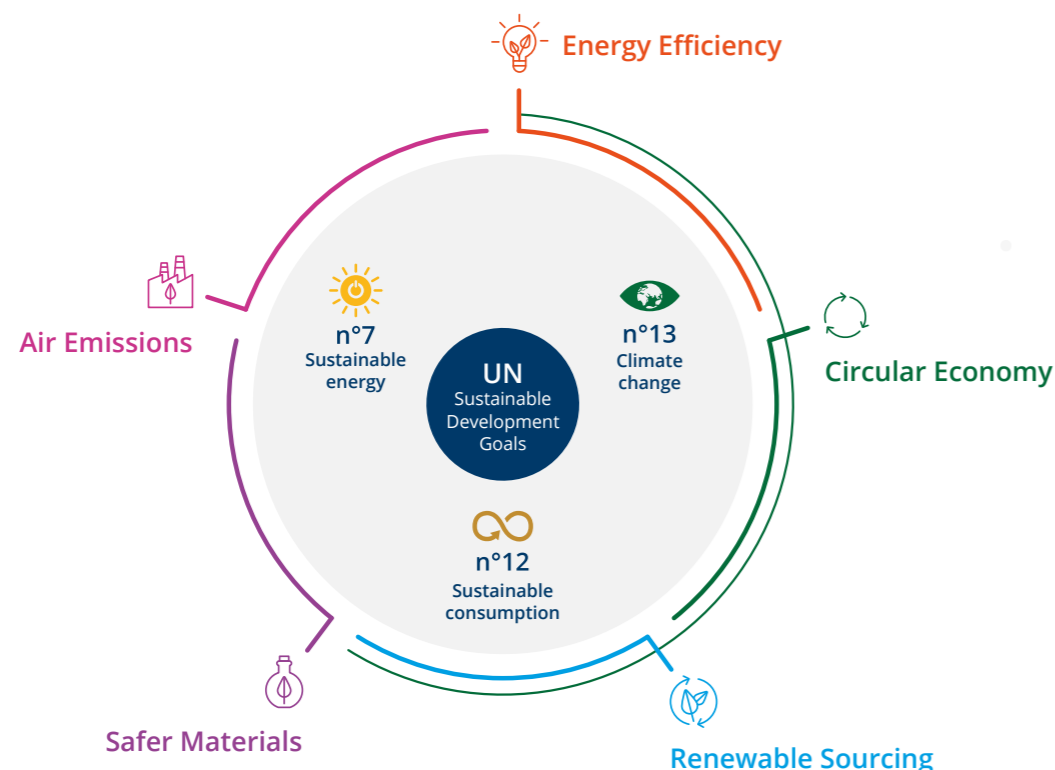 Energy Efficiency
Air Emissions
n°7
Sustainable
energy
UN
Sustainable
Development
Goals
n°13
Climate
change
Circular Economy
n°12
Sustainable
consumption
Safer Materials
Renewable Sourcing